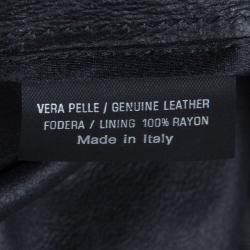 VERA PELLE / GENUINE LEATHER
FODERA / LINING 100% RAYON
Made in Italy